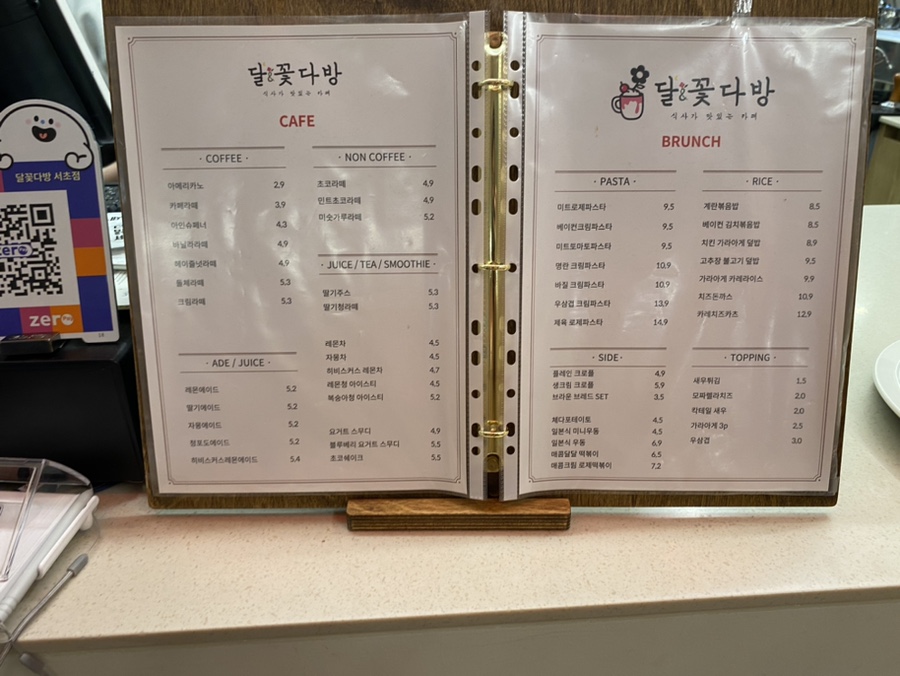 달꽃다방
식사가 맛있는 카페
CAFE
· COFFEE ·
아메리카노 2,9
카페라떼 3,9
아인슈페너 4,3
바닐라라떼 4,9
헤이즐넛라떼 4,9
돌체라떼 5,3
크림라떼 5,3
· ADE / JUICE ·
레몬에이드 5,2
딸기에이드 5,2
자몽에이드 5,2
청포도에이드 5,2
히비스커스레몬에이드 5,4
· NON COFFEE ·
초코라떼 4,9
민트초코라떼 4,9
미숫가루라떼 5,2
· JUICE / TEA / SMOOTHIE ·
딸기주스 5,3
딸기청라떼 5,3
레몬차 4,5
자몽차 4,5
히비스커스 레몬차 4,7
레몬청 아이스티 4,5
복숭아청 아이스티 5,2
요거트 스무디 4,9
블루베리 요거트 스무디 5,5
초코쉐이크 5,5
달꽃다방
식사가 맛있는 카페
BRUNCH
· PASTA ·
미트로제파스타 9,5
베이컨크림파스타 9,5
미트토마토파스타 9,5
명란 크림파스타 10,9
바질 크림파스타 10,9
우삼겹 크림파스타 13,9
제육 로제파스타 14,9
· SIDE ·
플레인 크로플 4,9
생크림 크로플 5,9
브라운 브레드 SET 3,5
체다포테이토 4,5
일본식 미니우동 4,5
일본식 우동 6,9
매콤달달 떡볶이 6,5
매콤크림 로제떡볶이 7,2
· RICE ·
계란볶음밥 8,5
베이컨 김치볶음밥 8,5
치킨 가라아게 덮밥 8,9
고추장 불고기 덮밥 9,5
가라아게 카레라이스 9,9
치즈돈까스 10,9
카레치즈카츠 12,9
· TOPPING ·
새우튀김 1,5
모짜렐라치즈 2,0
칵테일 새우 2,0
가라아게 3p 2,5
우삼겹 3,0
달꽃다방 서초점
zero
zero